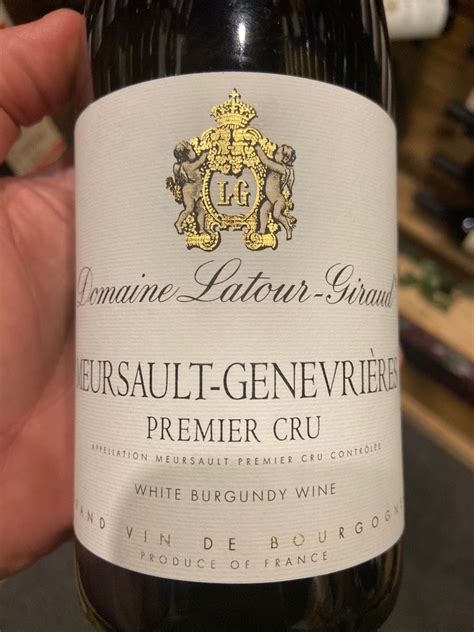 LG
Domaine Latour-Giraud
MEURSAULT-GENEVRIÈRES
PREMIER CRU
APPELLATION MEURSAULT PREMIER CRU CONTRÔLÉE
WHITE BURGUNDY WINE
GRAND VIN DE BOURGOGNE
PRODUCE OF FRANCE